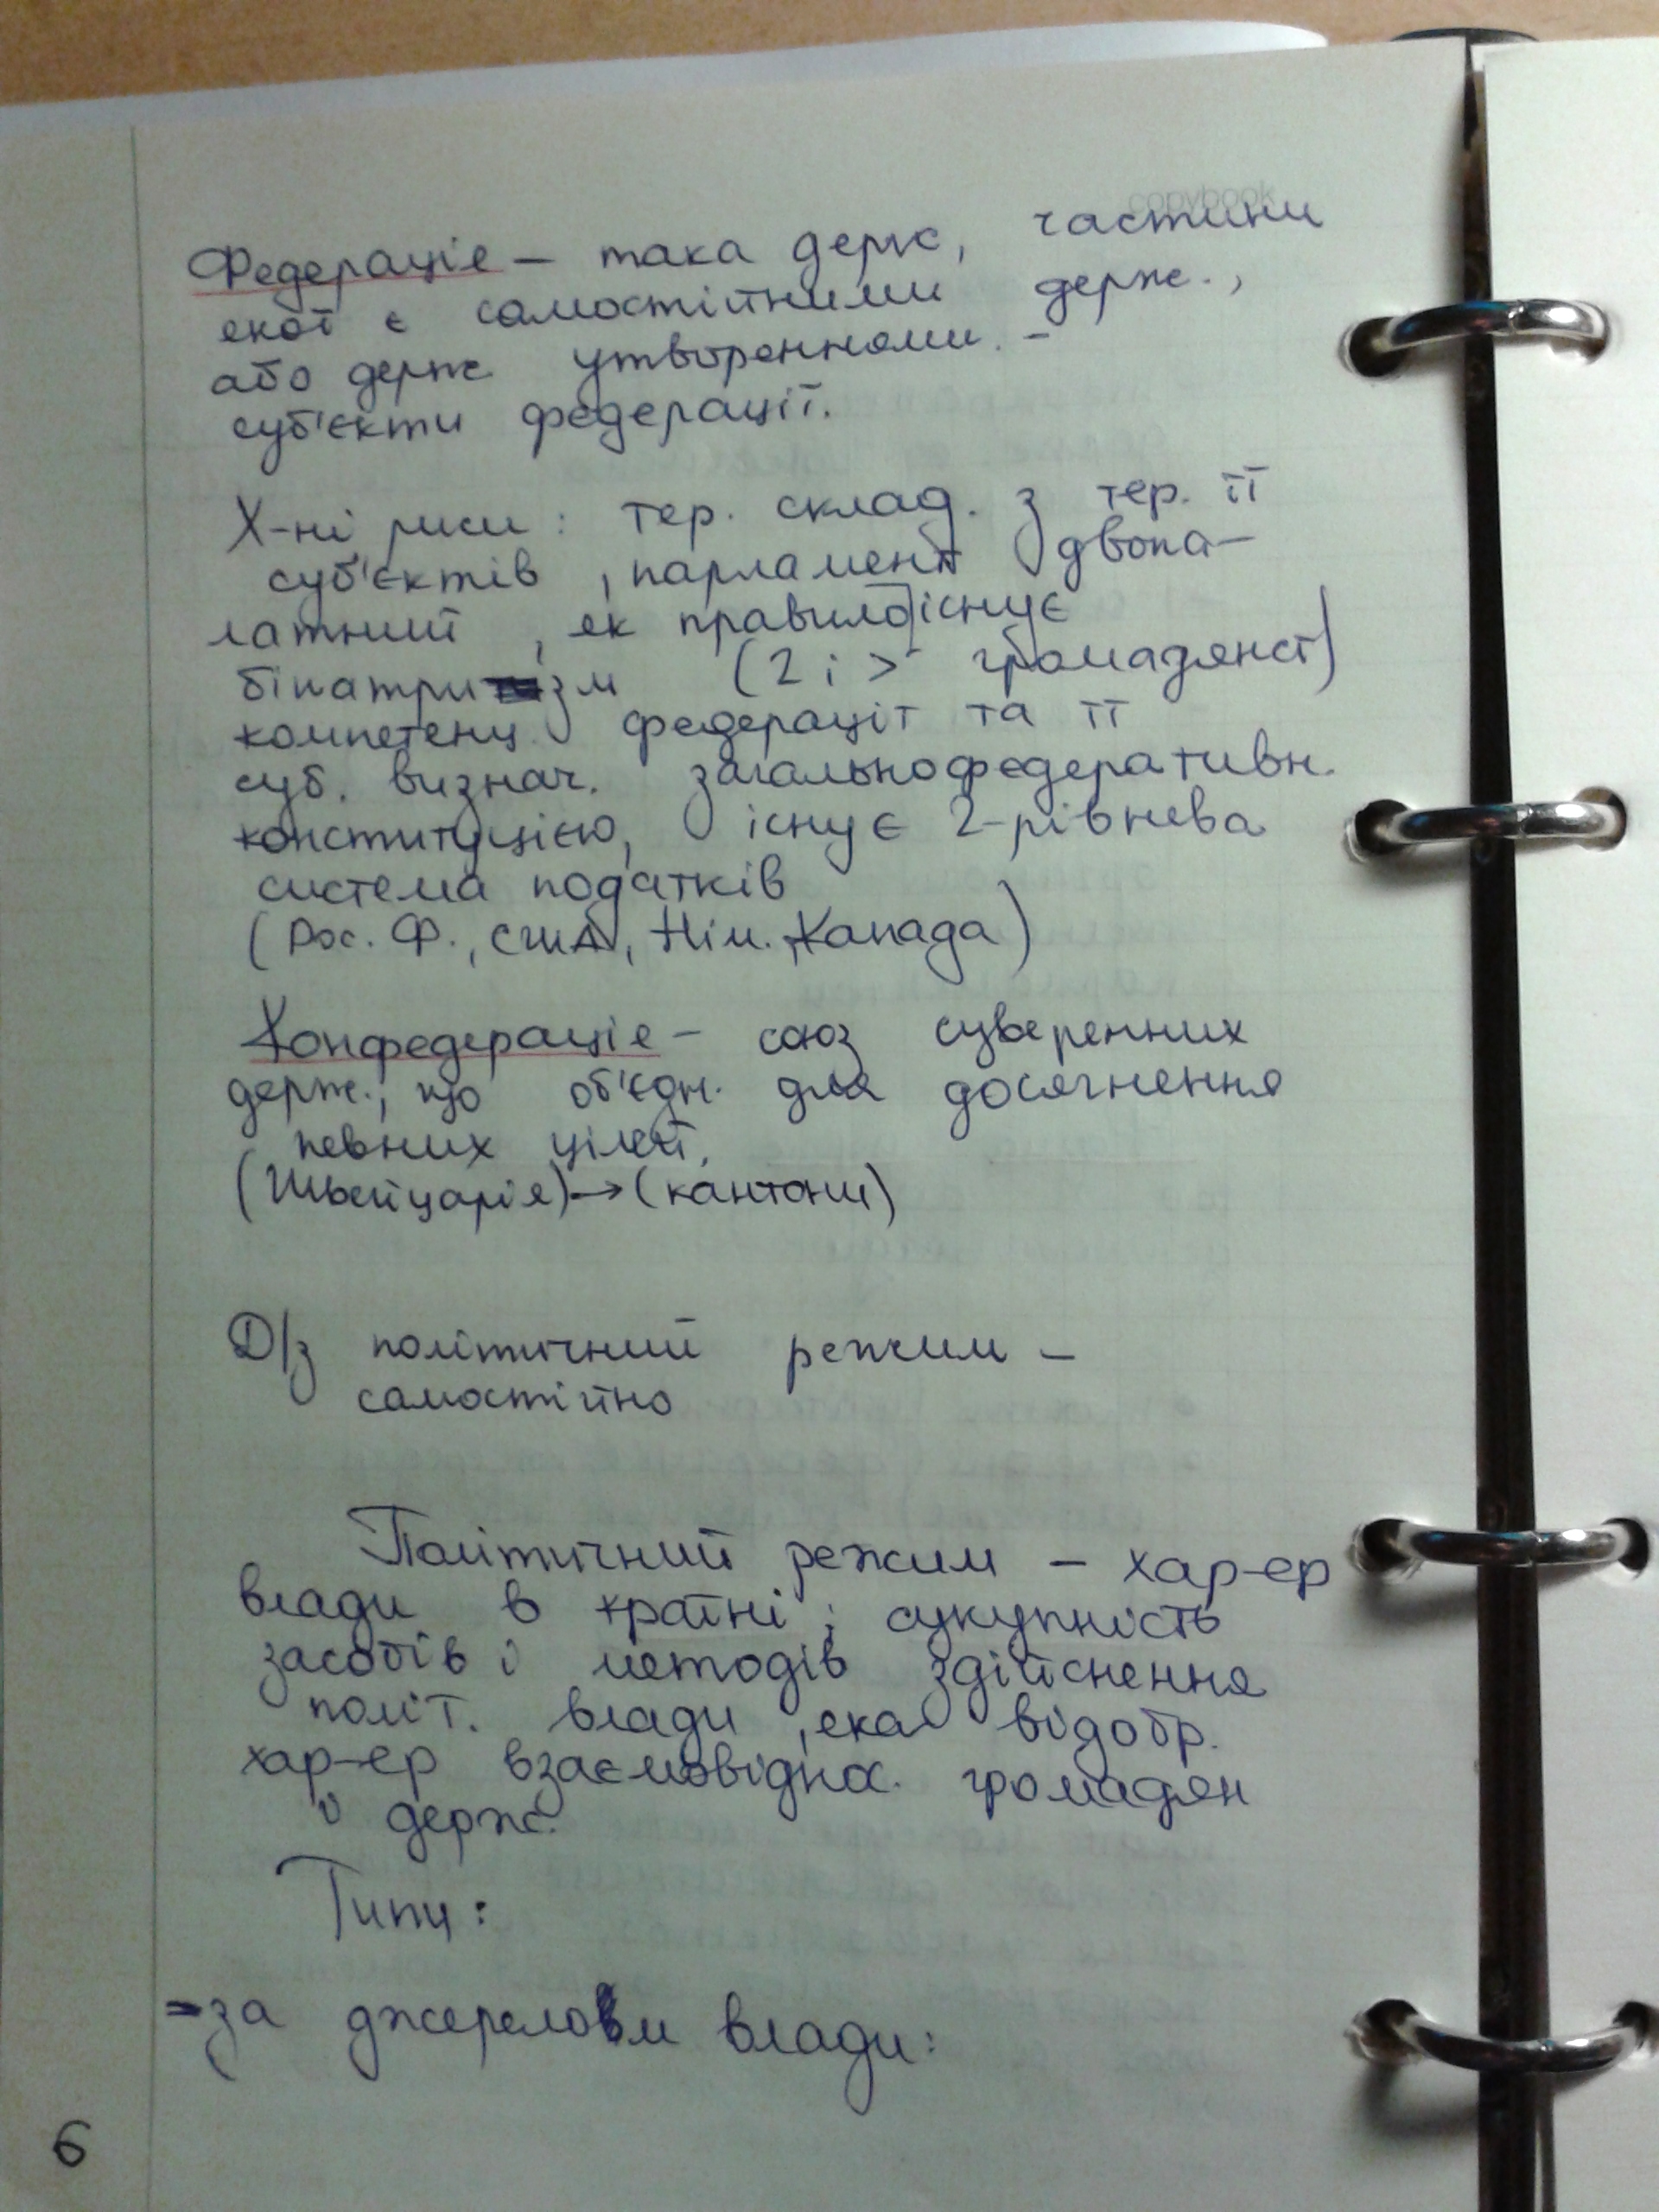 copybook
Федерація – така держ, частини
якої є самостійними держ.,
або держ. утвореннями. –
суб'єкти федерації.
Х-ні риси: тер. склад. з тер. її
суб'єктів, парламент двопа-
латний, як правило існує
біпатризм (2 і > громадянст)
компетенц. федерації та її
суб. визнач. загальнофедеративн.
конституцією, існує 2-рівнева
система податків
(Рос. Ф., США, Нім., Канада)
Конфедерація – союз суверенних
держ., що об'єдн. для досягнення
певних цілей.
(Швейцарія) → (кантони)
Д/з політичний режим –
самостійно
Політичний режим – хар-ер
влади в країні; сукупність
засобів і методів здійснення
політ. влади, яка відобр.
хар-ер взаємовіднос. громадян
і держ.
Типи:
– за джерелом влади:
6